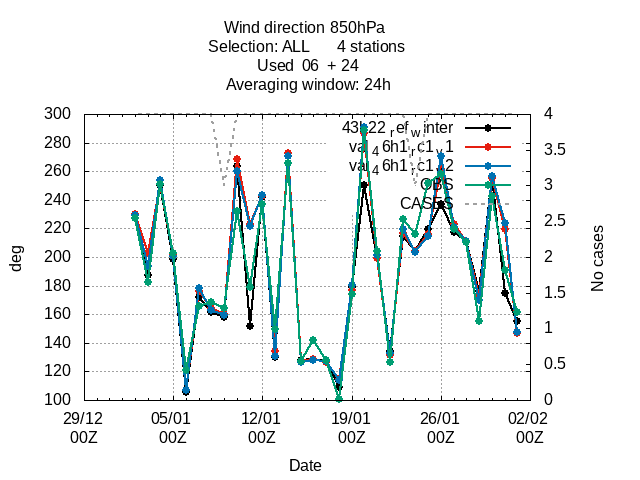 Wind direction 850hPa
Selection: ALL      4 stations
Used  06  + 24
Averaging window: 24h
300
280
260
240
220
200
180
160
140
120
100
deg
4
3.5
3
2.5
2
1.5
1
0.5
0
No cases
43h22_ref_winter
OBS
CASES
29/12 00Z
05/01 00Z
12/01 00Z
19/01 00Z
26/01 00Z
02/02 00Z
Date